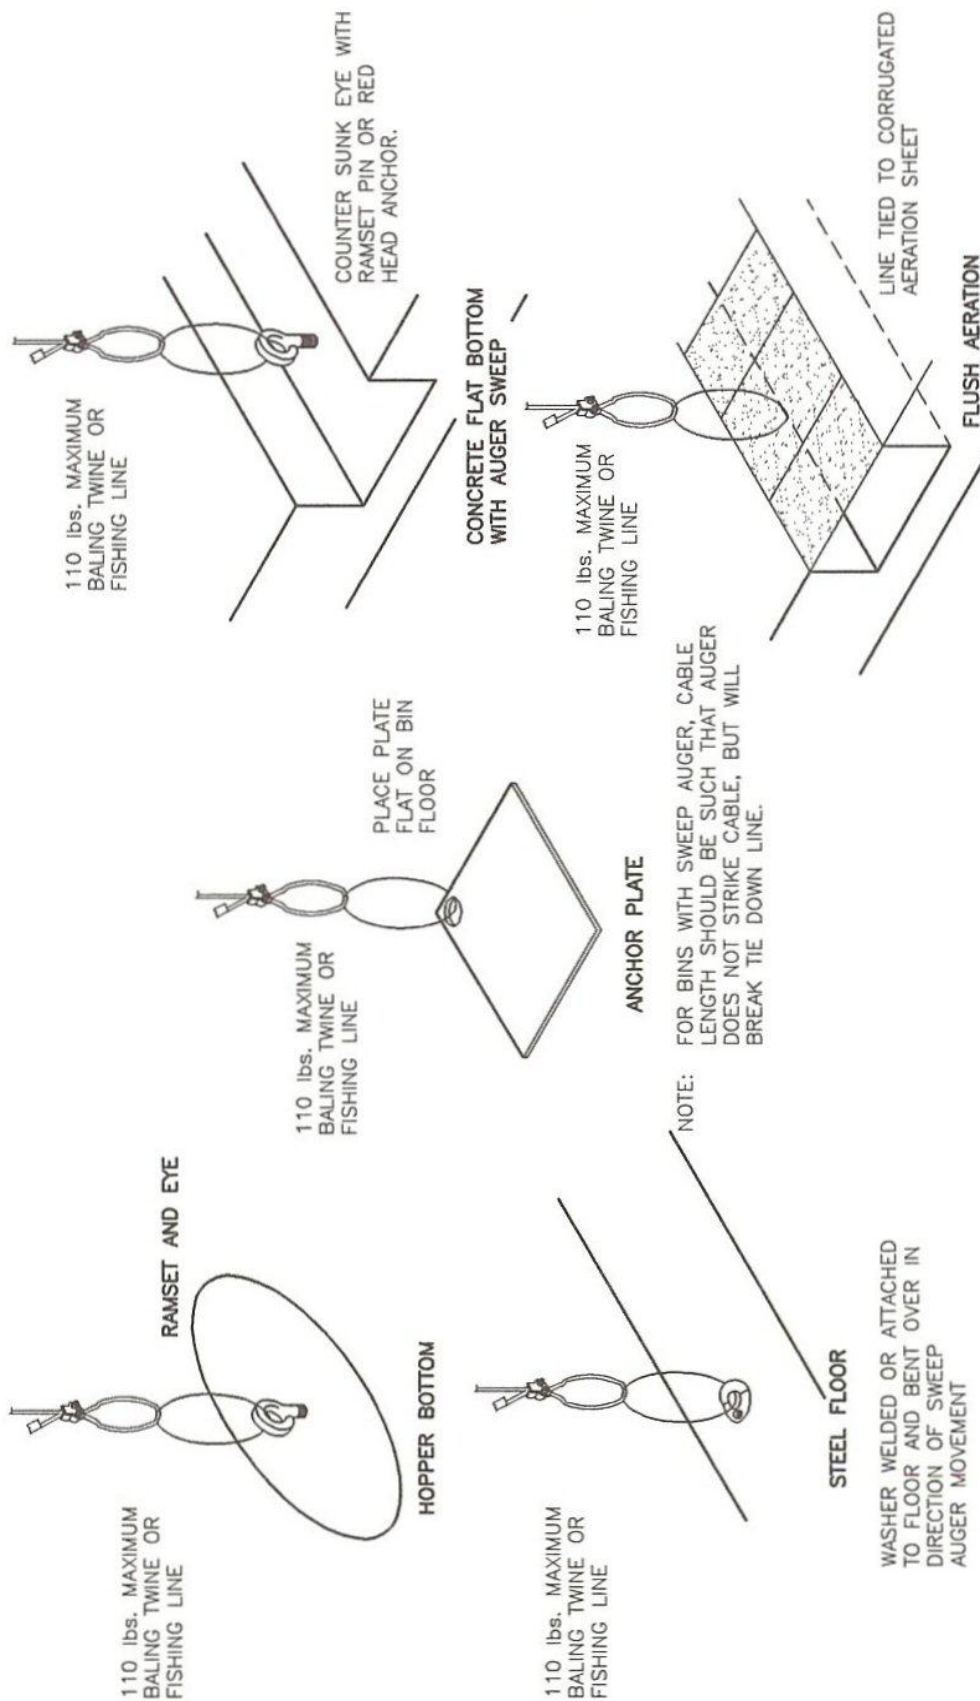 110 lbs. MAXIMUM
BALING TWINE OR
FISHING LINE
RAMSET AND EYE
HOPPER BOTTOM
110 lbs. MAXIMUM
BALING TWINE OR
FISHING LINE
PLACE PLATE
FLAT ON BIN
FLOOR
ANCHOR PLATE
110 lbs. MAXIMUM
BALING TWINE OR
FISHING LINE
COUNTER SUNK EYE WITH
RAMSET PIN OR RED
HEAD ANCHOR.
CONCRETE FLAT BOTTOM
WITH AUGER SWEEP
110 lbs. MAXIMUM
BALING TWINE OR
FISHING LINE
STEEL FLOOR
WASHER WELDED OR ATTACHED
TO FLOOR AND BENT OVER IN
DIRECTION OF SWEEP
AUGER MOVEMENT
NOTE: FOR BINS WITH SWEEP AUGER, CABLE
LENGTH SHOULD BE SUCH THAT AUGER
DOES NOT STRIKE CABLE, BUT WILL
BREAK TIE DOWN LINE.
110 lbs. MAXIMUM
BALING TWINE OR
FISHING LINE
LINE TIED TO CORRUGATED
AERATION SHEET
FLUSH AERATION